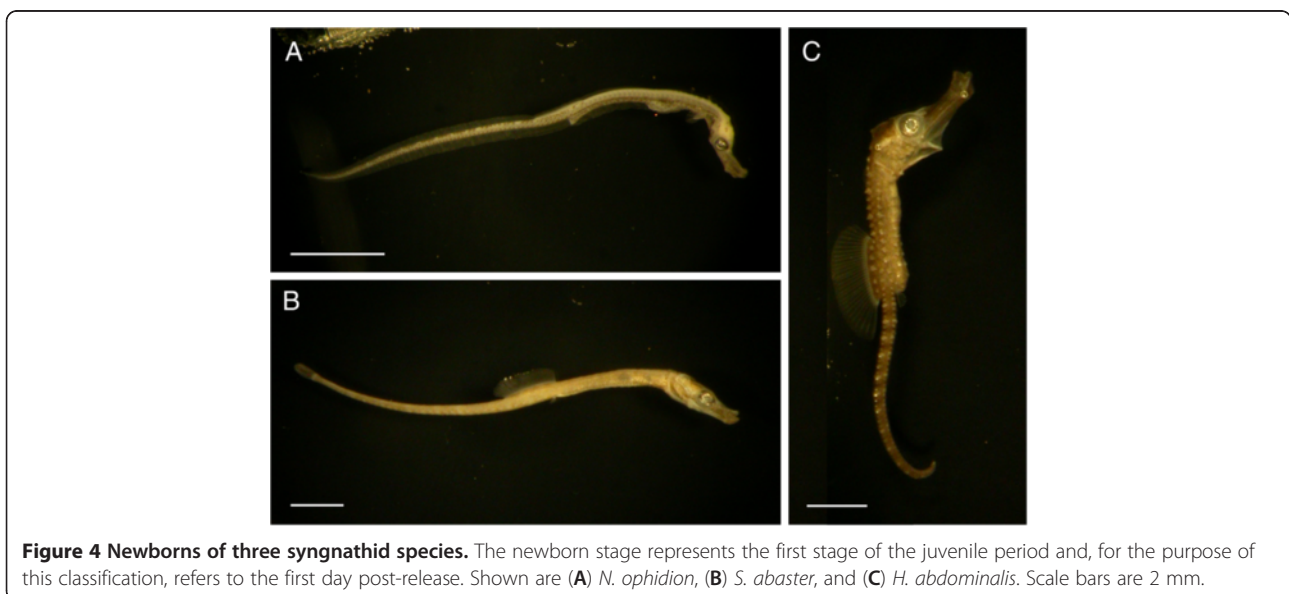 A
C
B
Figure 4 Newborns of three syngnathid species. The newborn stage represents the first stage of the juvenile period and, for the purpose of
this classification, refers to the first day post-release. Shown are (A) N. ophidion, (B) S. abaster, and (C) H. abdominalis. Scale bars are 2 mm.